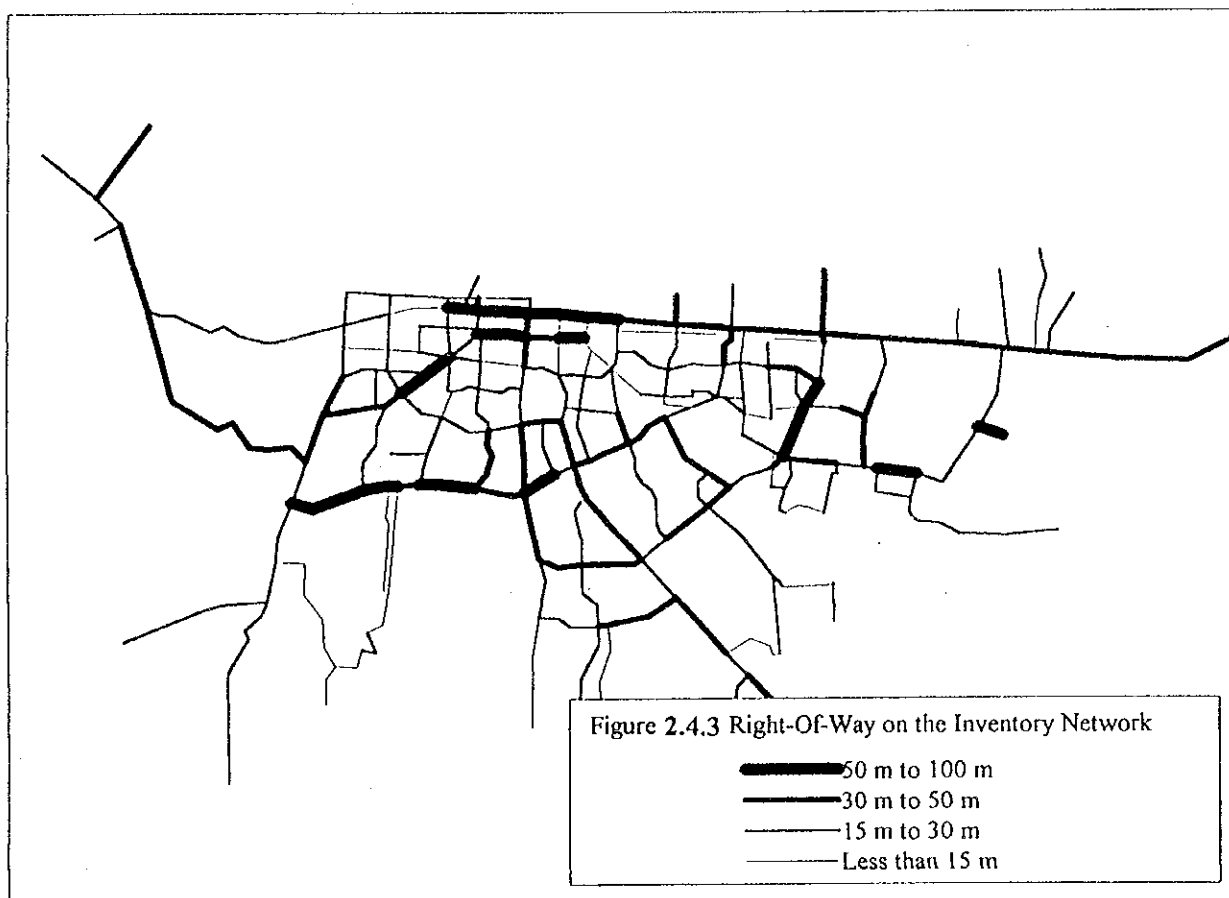 Figure 2.4.3 Right-Of-Way on the Inventory Network
50 m to 100 m
30 m to 50 m
15 m to 30 m
Less than 15 m